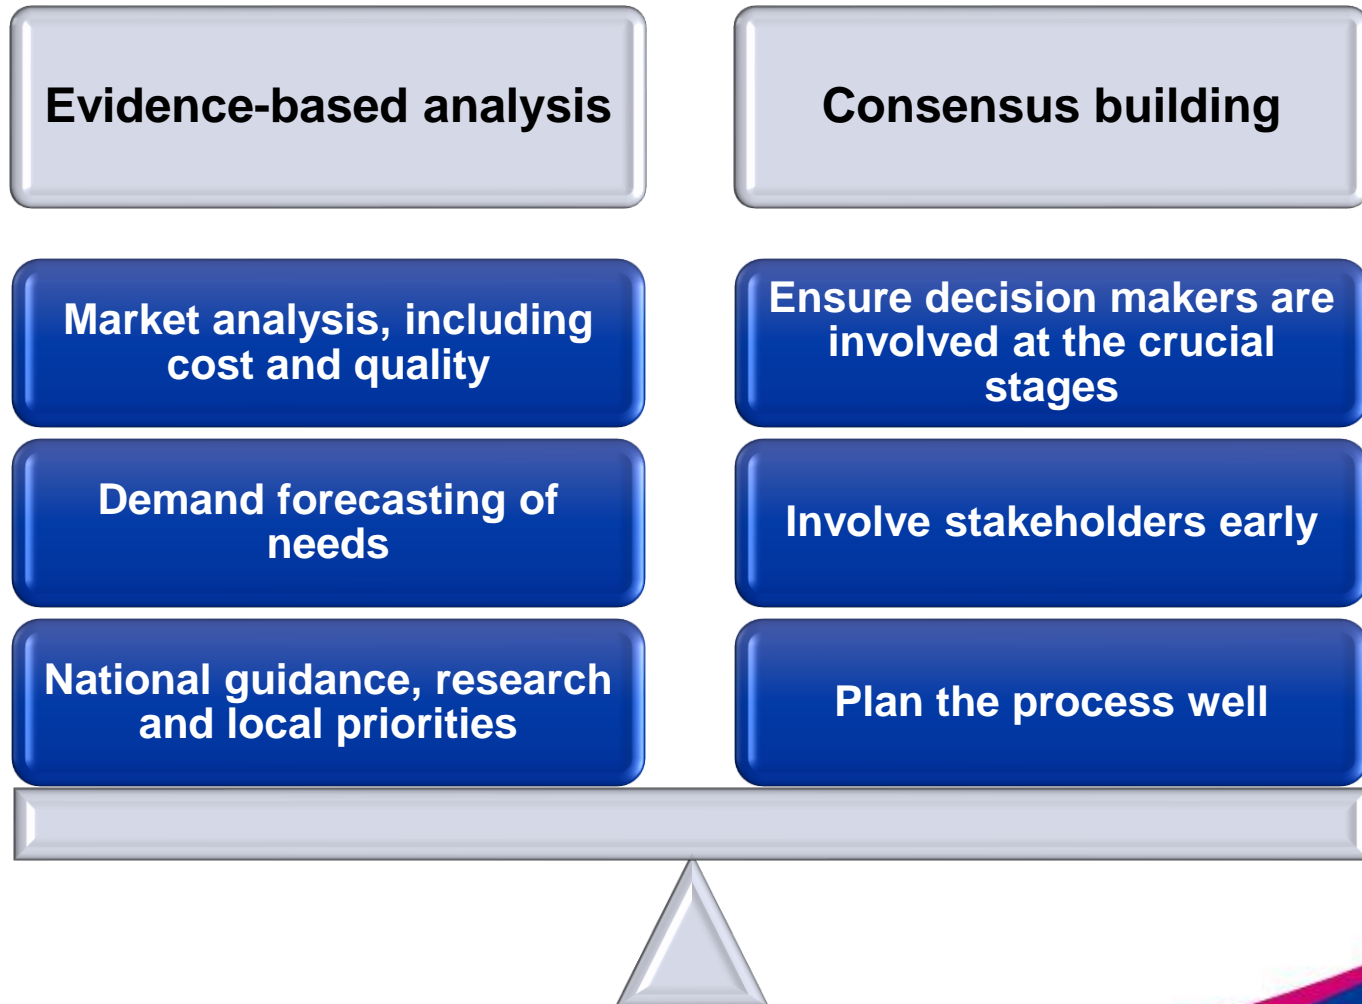 Evidence-based analysis
Consensus building
Market analysis, including
cost and quality
Ensure decision makers are
involved at the crucial
stages
Demand forecasting of
needs
Involve stakeholders early
National guidance, research
and local priorities
Plan the process well